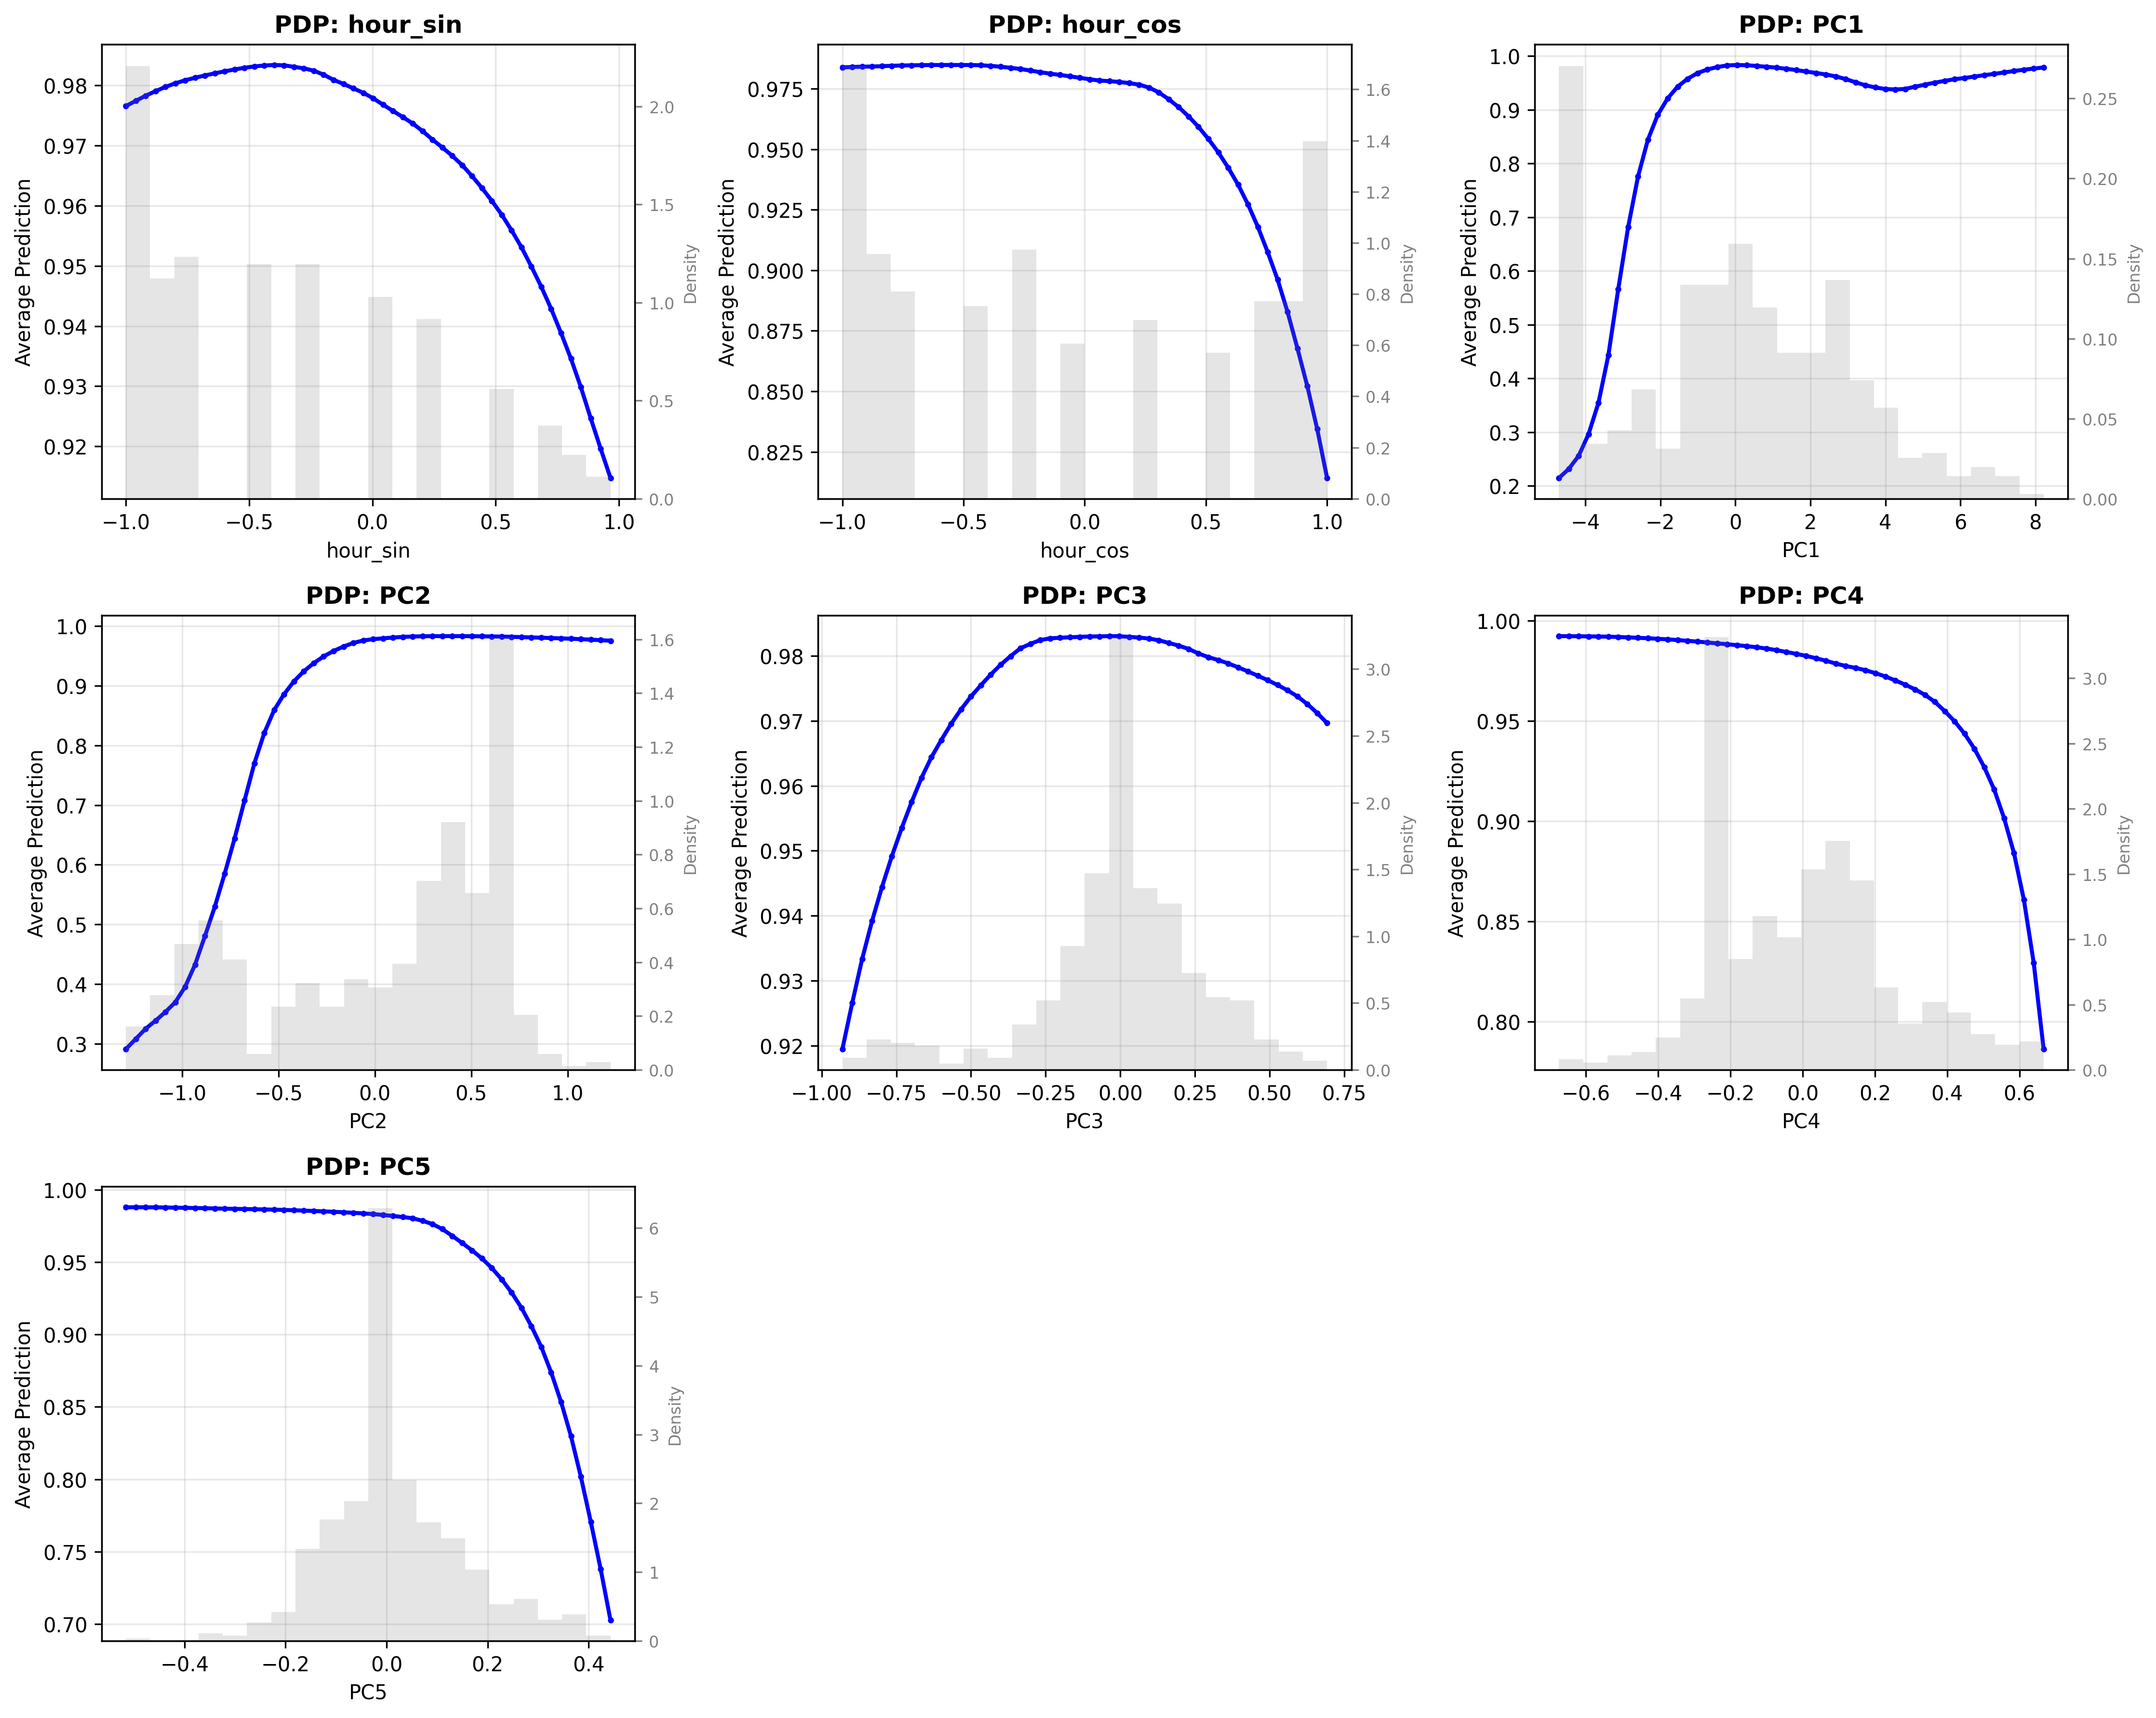 PDP: hour_sin
Average Prediction
0.98
0.97
0.96
0.95
0.94
0.93
0.92
2.0
1.5
1.0
0.5
0.0
Density
−1.0 −0.5 0.0 0.5 1.0
hour_sin
PDP: hour_cos
Average Prediction
0.975
0.950
0.925
0.900
0.875
0.850
0.825
1.6
1.4
1.2
1.0
0.8
0.6
0.4
0.2
0.0
Density
−1.0 −0.5 0.0 0.5 1.0
hour_cos
PDP: PC1
Average Prediction
1.0
0.9
0.8
0.7
0.6
0.5
0.4
0.3
0.2
0.25
0.20
0.15
0.10
0.05
0.00
Density
−4 −2 0 2 4 6 8
PC1
PDP: PC2
Average Prediction
1.0
0.9
0.8
0.7
0.6
0.5
0.4
0.3
1.6
1.4
1.2
1.0
0.8
0.6
0.4
0.2
0.0
Density
−1.0 −0.5 0.0 0.5 1.0
PC2
PDP: PC3
Average Prediction
0.98
0.97
0.96
0.95
0.94
0.93
0.92
3.0
2.5
2.0
1.5
1.0
0.5
0.0
Density
−1.00 −0.75 −0.50 −0.25 0.00 0.25 0.50 0.75
PC3
PDP: PC4
Average Prediction
1.00
0.95
0.90
0.85
0.80
3.0
2.5
2.0
1.5
1.0
0.5
0.0
Density
−0.6 −0.4 −0.2 0.0 0.2 0.4 0.6
PC4
PDP: PC5
Average Prediction
1.00
0.95
0.90
0.85
0.80
0.75
0.70
6
5
4
3
2
1
0
Density
−0.4 −0.2 0.0 0.2 0.4
PC5